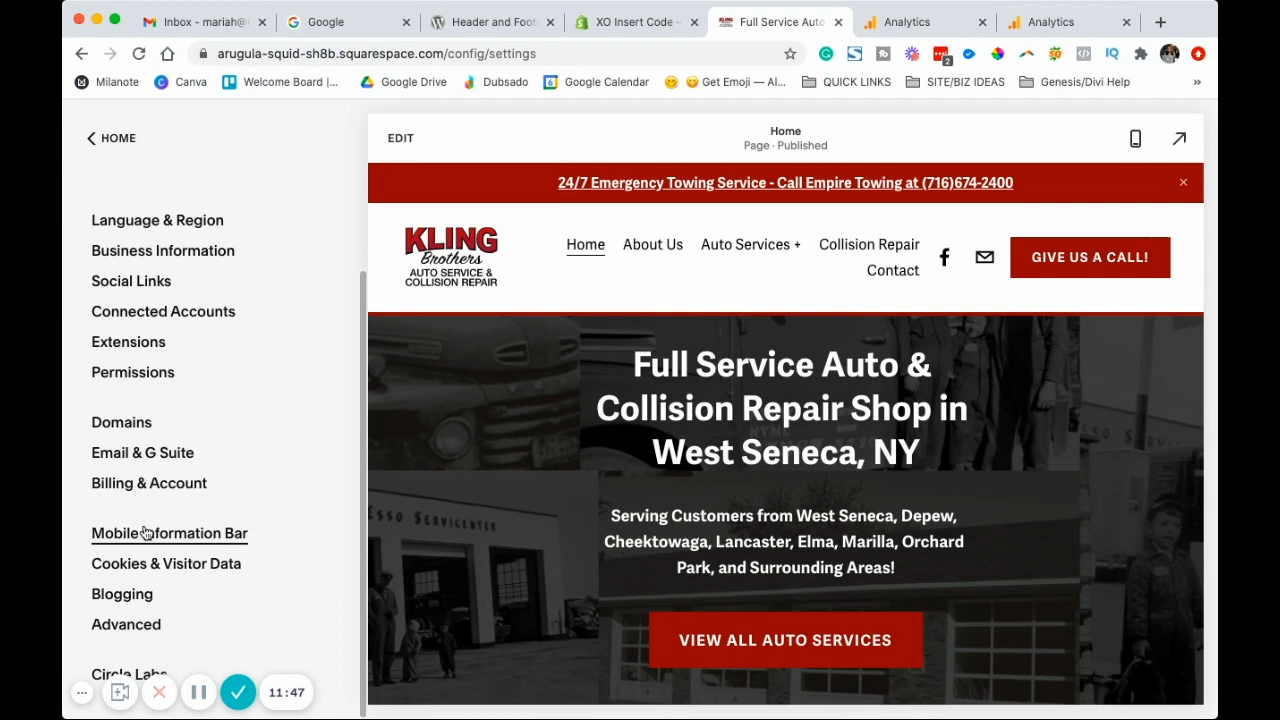 Inbox - mariah@
Google
Header and Foot
XO Insert Code –
Full Service Auto
Analytics
Analytics
arugula-squid-sh8b.squarespace.com/config/settings
2
IQ
Milanote
Canva
Welcome Board |...
Google Drive
Dubsado
6
Google Calendar
Get Emoji — Al...
QUICK LINKS
SITE/BIZ IDEAS
Genesis/Divi Help
»
HOME
Language & Region
Business Information
Social Links
Connected Accounts
Extensions
Permissions
Domains
Email & G Suite
Billing & Account
Mobile Information Bar
Cookies & Visitor Data
Blogging
Advanced
Circle Labs
11:47
EDIT
Home
Page · Published
24/7 Emergency Towing Service - Call Empire Towing at (716)674-2400
KLING
Brothers
AUTO SERVICE &
COLLISION REPAIR
Home
About Us
Auto Services +
Collision Repair
Contact
GIVE US A CALL!
Full Service Auto &
Collision Repair Shop in
West Seneca, NY
Serving Customers from West Seneca, Depew,
Cheektowaga, Lancaster, Elma, Marilla, Orchard
Park, and Surrounding Areas!
VIEW ALL AUTO SERVICES